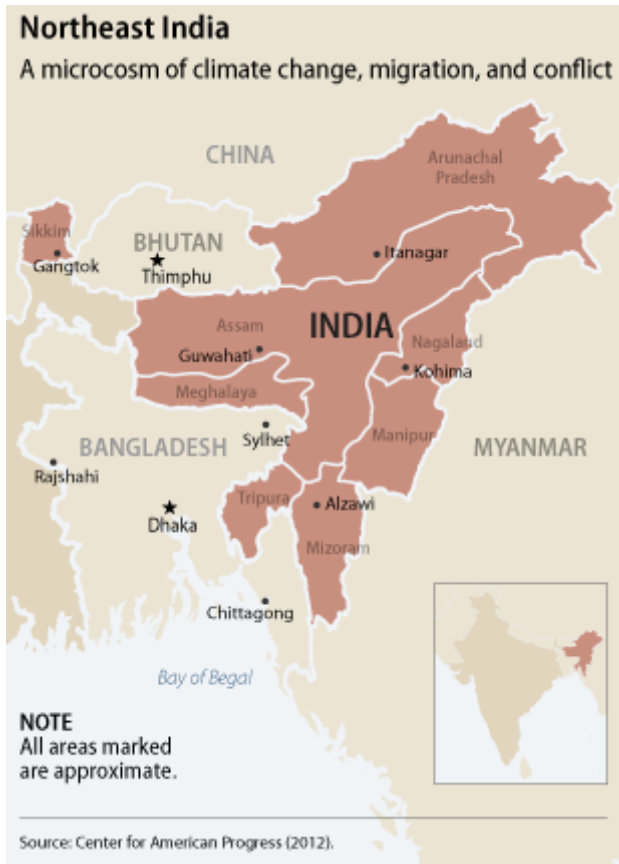 Northeast India
A microcosm of climate change, migration, and conflict
CHINA
Arunachal
Pradesh
Sikkim
Gangtok
BHUTAN
Thimphu
Itanagar
Assam
INDIA
Guwahati
Nagaland
Kohima
Meghalaya
Manipur
MYANMAR
Sylhet
BANGLADESH
Rajshahi
Tripura
Alzawi
Dhaka
Mizoram
Chittagong
Bay of Begal
NOTE
All areas marked
are approximate.
Source: Center for American Progress (2012).